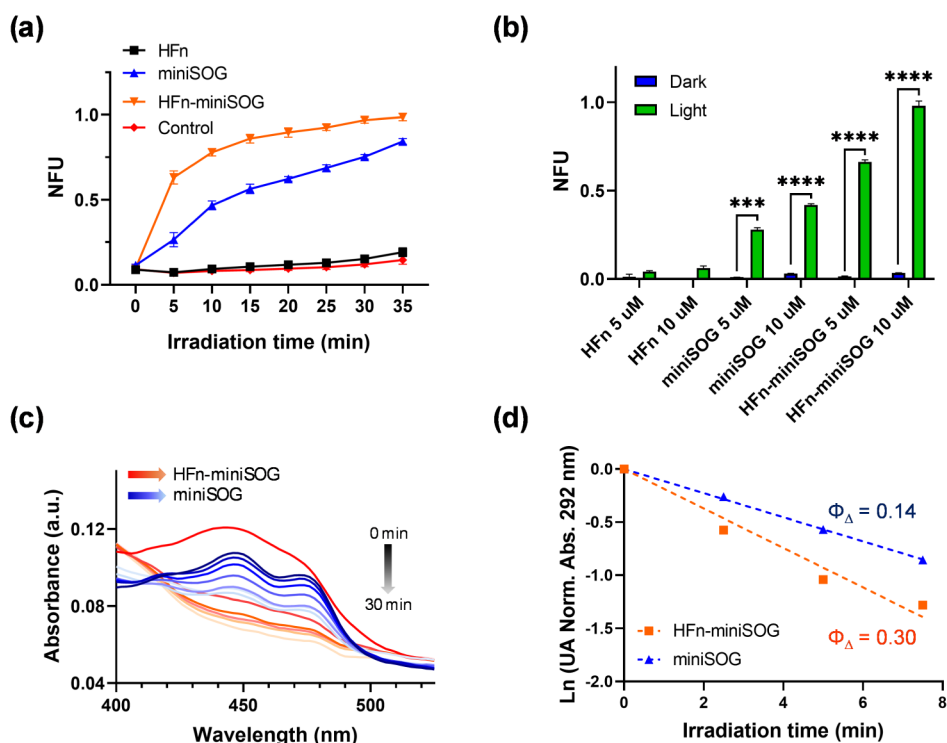 (a)
HFn
miniSOG
HFn-miniSOG
Control
NFU
1.0
0.5
0.0
0 5 10 15 20 25 30 35
Irradiation time (min)
(b)
Dark
Light
NFU
1.0
0.5
0.0
*** **** **** ****
HFn 5 uM
HFn 10 uM
miniSOG 5 uM
miniSOG 10 uM
HFn-miniSOG 5 uM
HFn-miniSOG 10 uM
(c)
HFn-miniSOG
miniSOG
0 min
30 min
Absorbance (a.u.)
0.12
0.08
0.04
400 450 500
Wavelength (nm)
(d)
Ln (UA Norm. Abs. 292 nm)
0.0
-0.5
-1.0
-1.5
-2.0
Φ_Δ = 0.14
Φ_Δ = 0.30
HFn-miniSOG
miniSOG
0 2 4 6 8
Irradiation time (min)